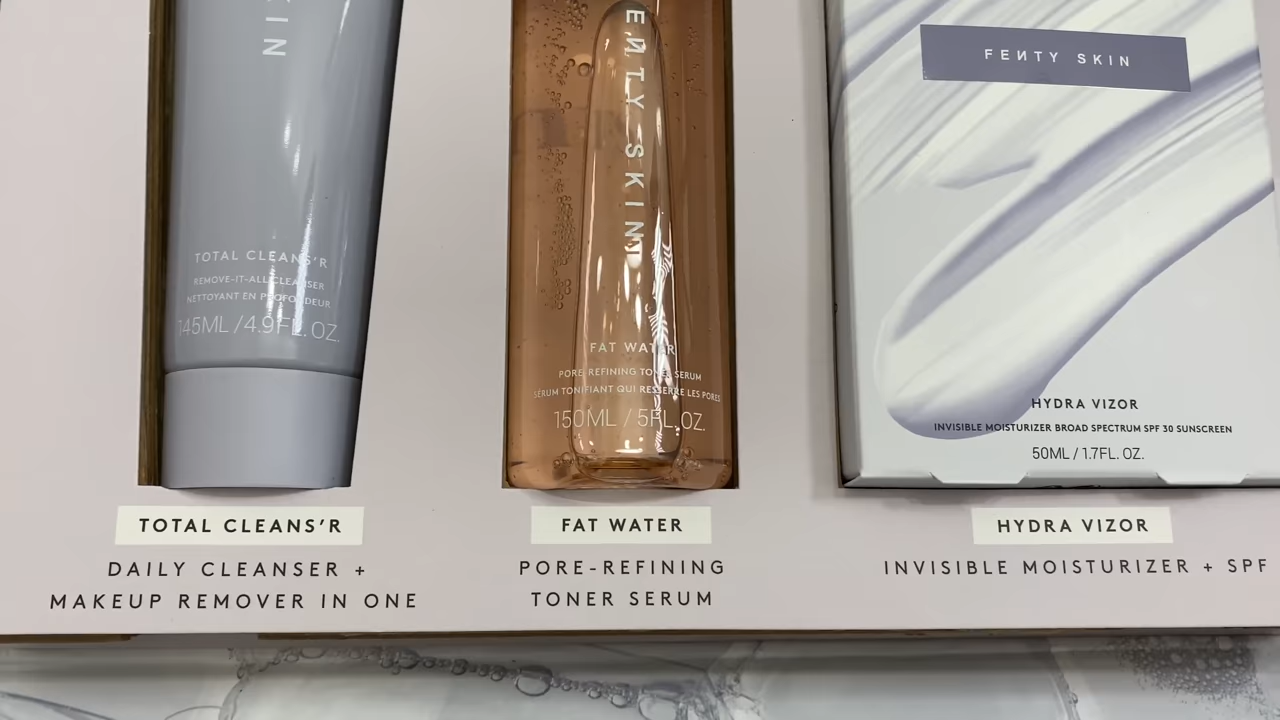 IN
TOTAL CLEANS'R
REMOVE-IT-ALL CLEANSER
NETTOYANT EN PROFONDEUR
145ML / 4.9FL. OZ.
ENTY SKIN
FAT WATER
PORE-REFINING TONER SERUM
SÉRUM TONIFIANT QUI RESSERRE LES PORES
150ML / 5FL. OZ.
FENTY SKIN
HYDRA VIZOR
INVISIBLE MOISTURIZER BROAD SPECTRUM SPF 30 SUNSCREEN
50ML / 1.7FL. OZ.
TOTAL CLEANS'R
DAILY CLEANSER +
MAKEUP REMOVER IN ONE
FAT WATER
PORE-REFINING
TONER SERUM
HYDRA VIZOR
INVISIBLE MOISTURIZER + SPF